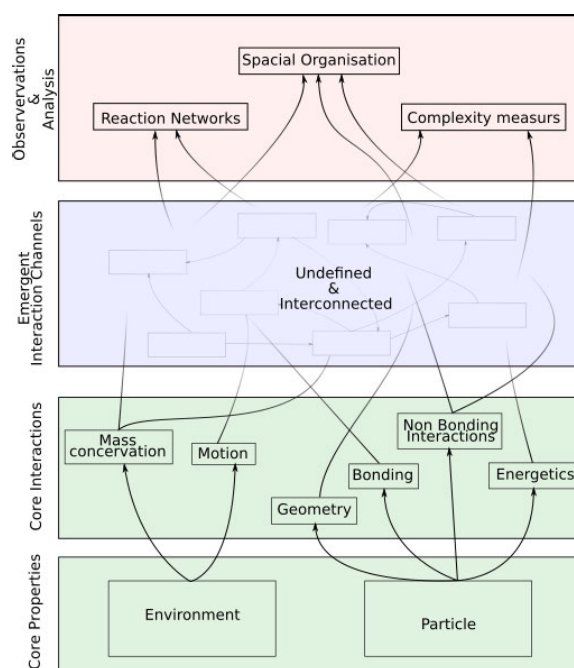 Observervations
&
Analysis
Spacial Organisation
Reaction Networks
Complexity measurs
Emergent
Interaction Channels
Undefined
&
Interconnected
Core Interactions
Mass
concervation
Motion
Non Bonding
Interactions
Bonding
Energetics
Geometry
Core Properties
Environment
Particle